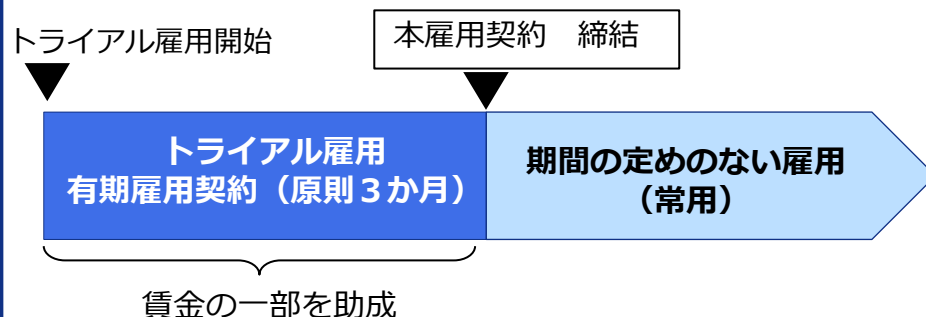 トライアル雇用開始
本雇用契約　締結
トライアル雇用
有期雇用契約（原則３か月）
期間の定めのない雇用
（常用）
賃金の一部を助成